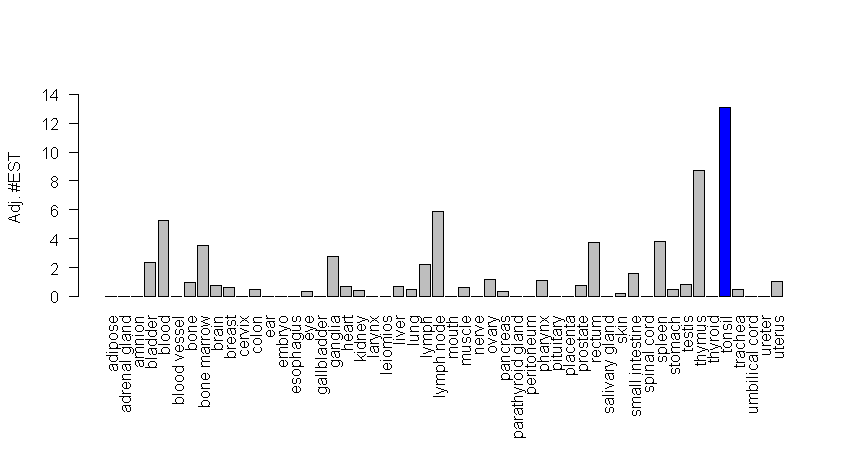 Adj. #EST
14
12
10
8
6
4
2
0
adipose
adrenal gland
amnion
bladder
blood
blood vessel
bone
bone marrow
brain
breast
cervix
colon
ear
embryo
esophagus
eye
gallbladder
ganglia
heart
kidney
larynx
leiomios
liver
lung
lymph
lymph node
mouth
muscle
nerve
ovary
pancreas
parathyroid gland
peritoneum
pharynx
pituitary
placenta
prostate
rectum
salivary gland
skin
small intestine
spinal cord
spleen
stomach
testis
thymus
thyroid
tonsil
trachea
umbilical cord
ureter
uterus